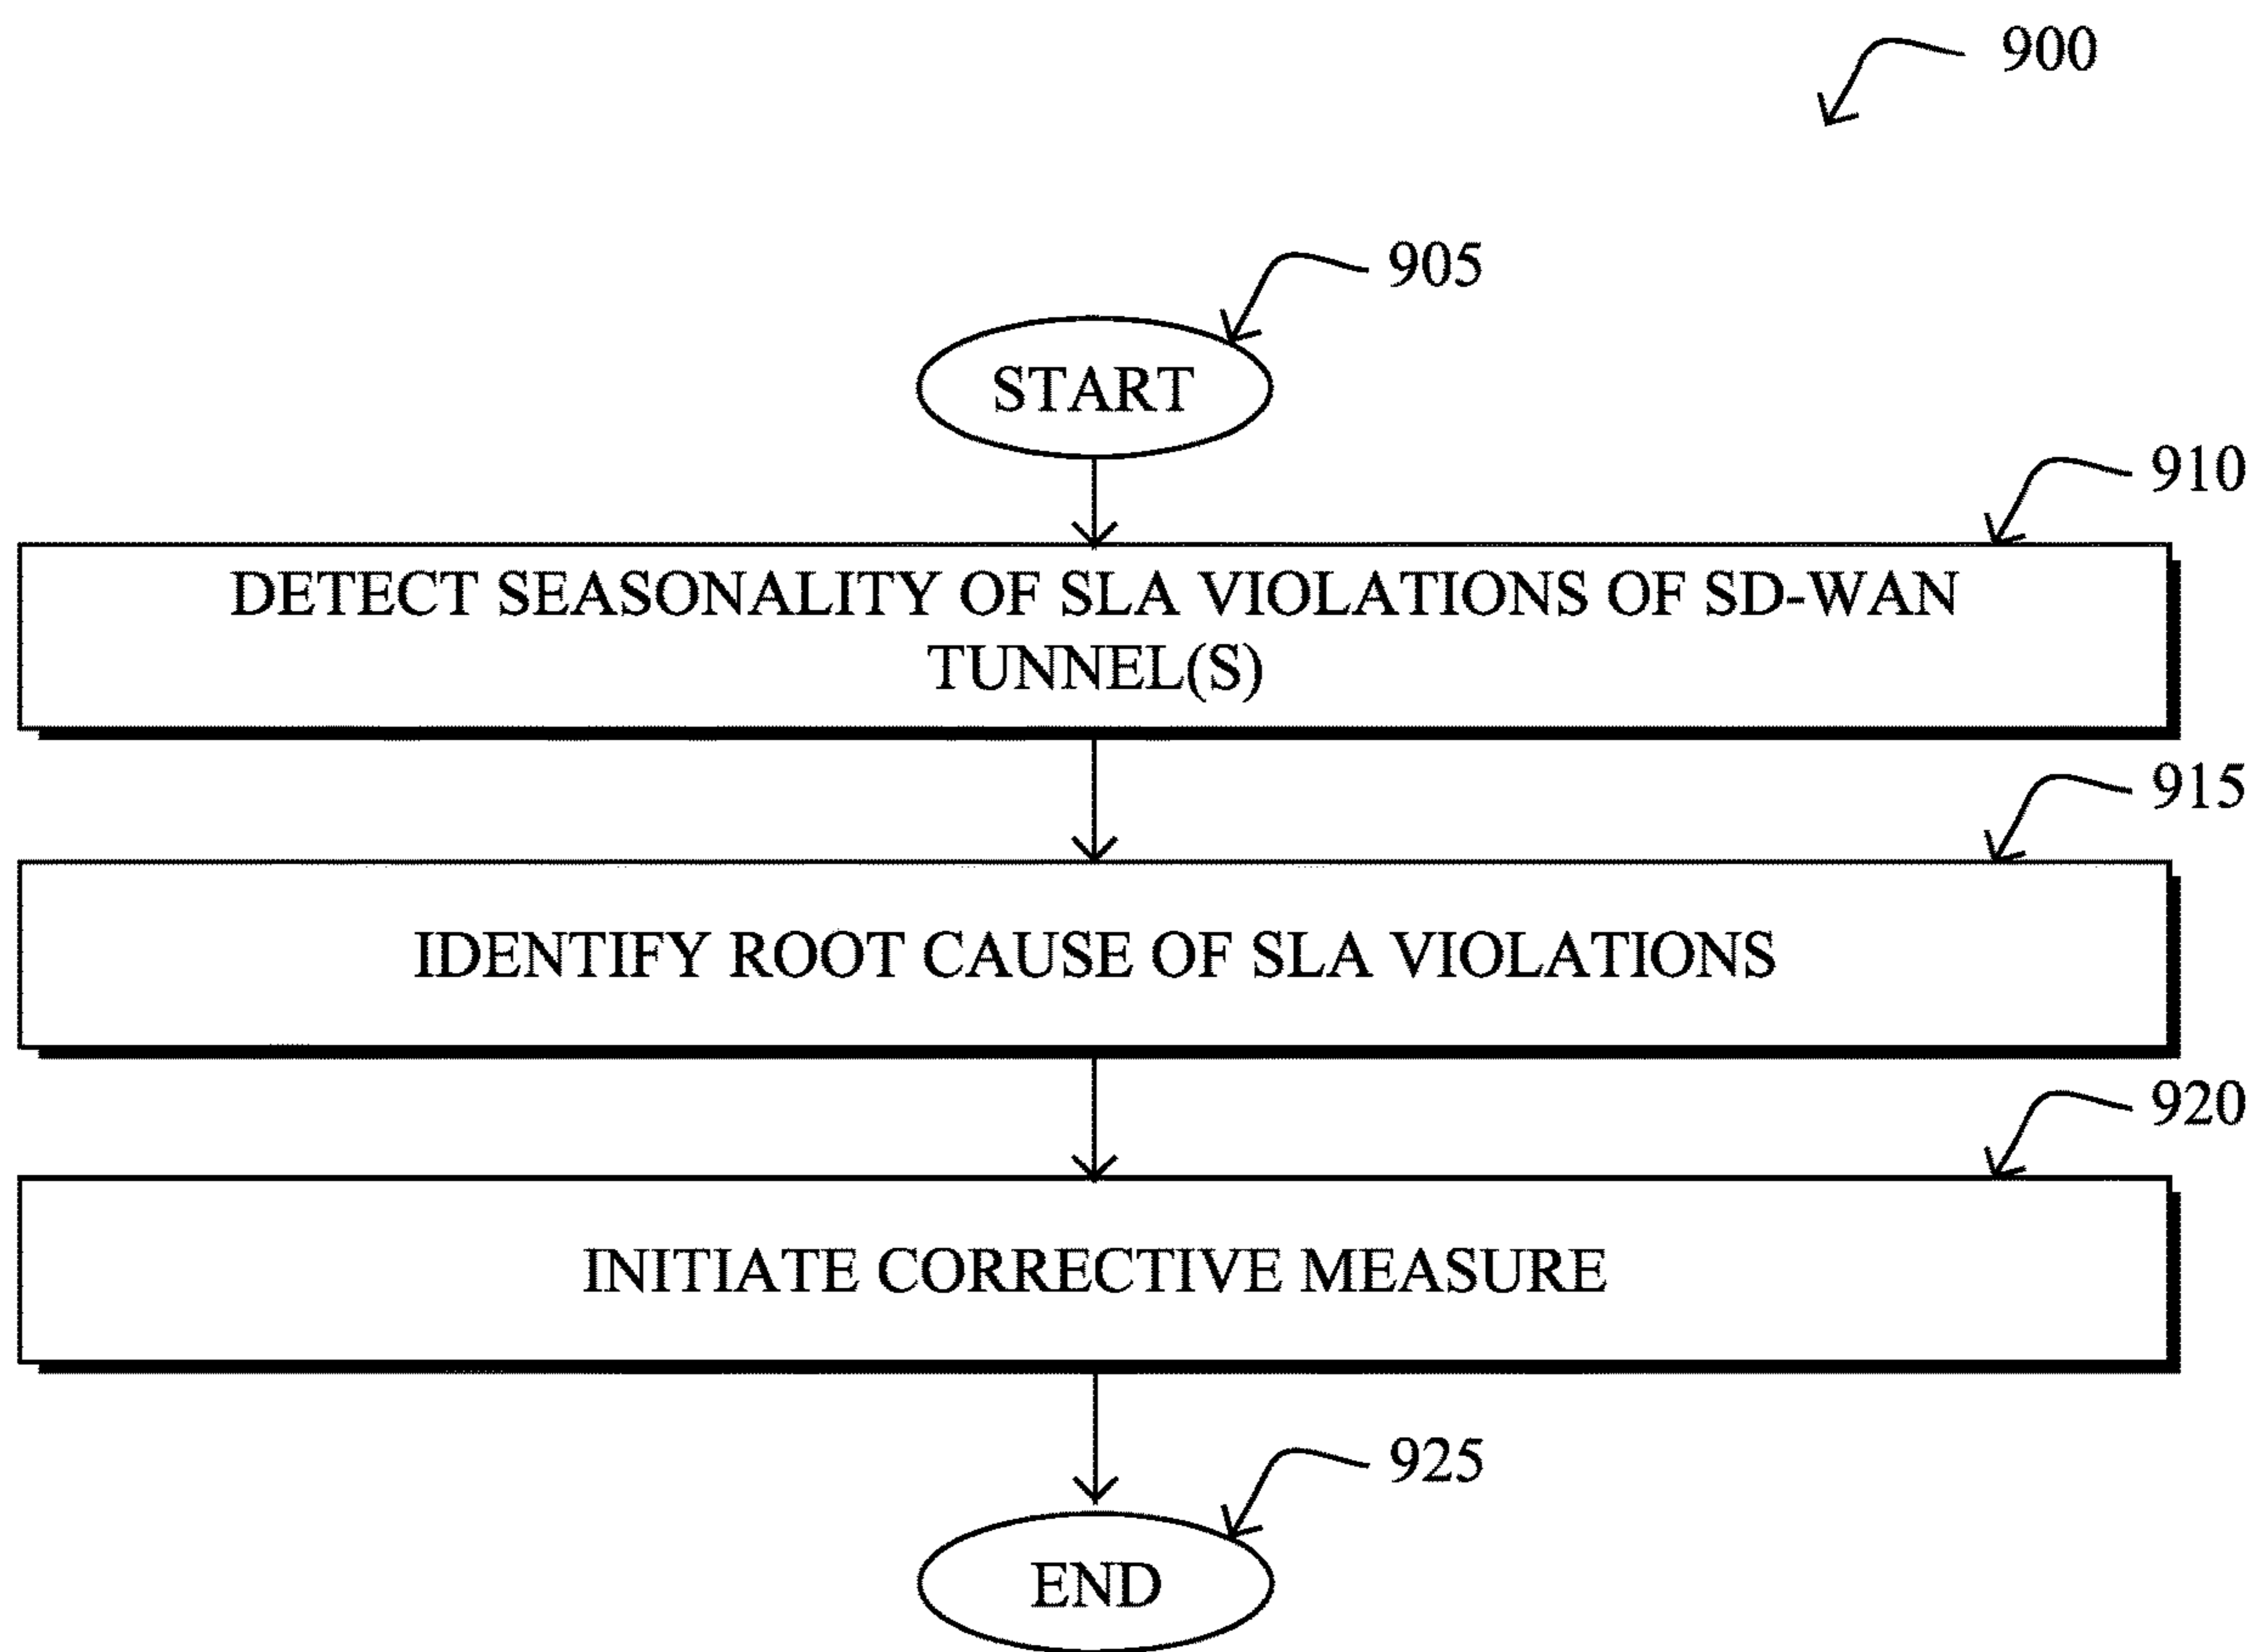 900
905
START
910
DETECT SEASONALITY OF SLA VIOLATIONS OF SD-WAN
TUNNEL(S)
915
IDENTIFY ROOT CAUSE OF SLA VIOLATIONS
920
INITIATE CORRECTIVE MEASURE
925
END